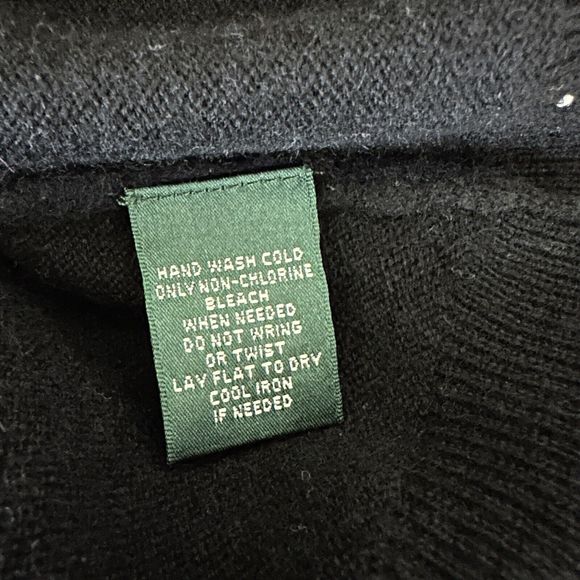 HAND WASH COLD
ONLY NON-CHLORINE
BLEACH
WHEN NEEDED
DO NOT WRING
OR TWIST
LAY FLAT TO DRY
COOL IRON
IF NEEDED